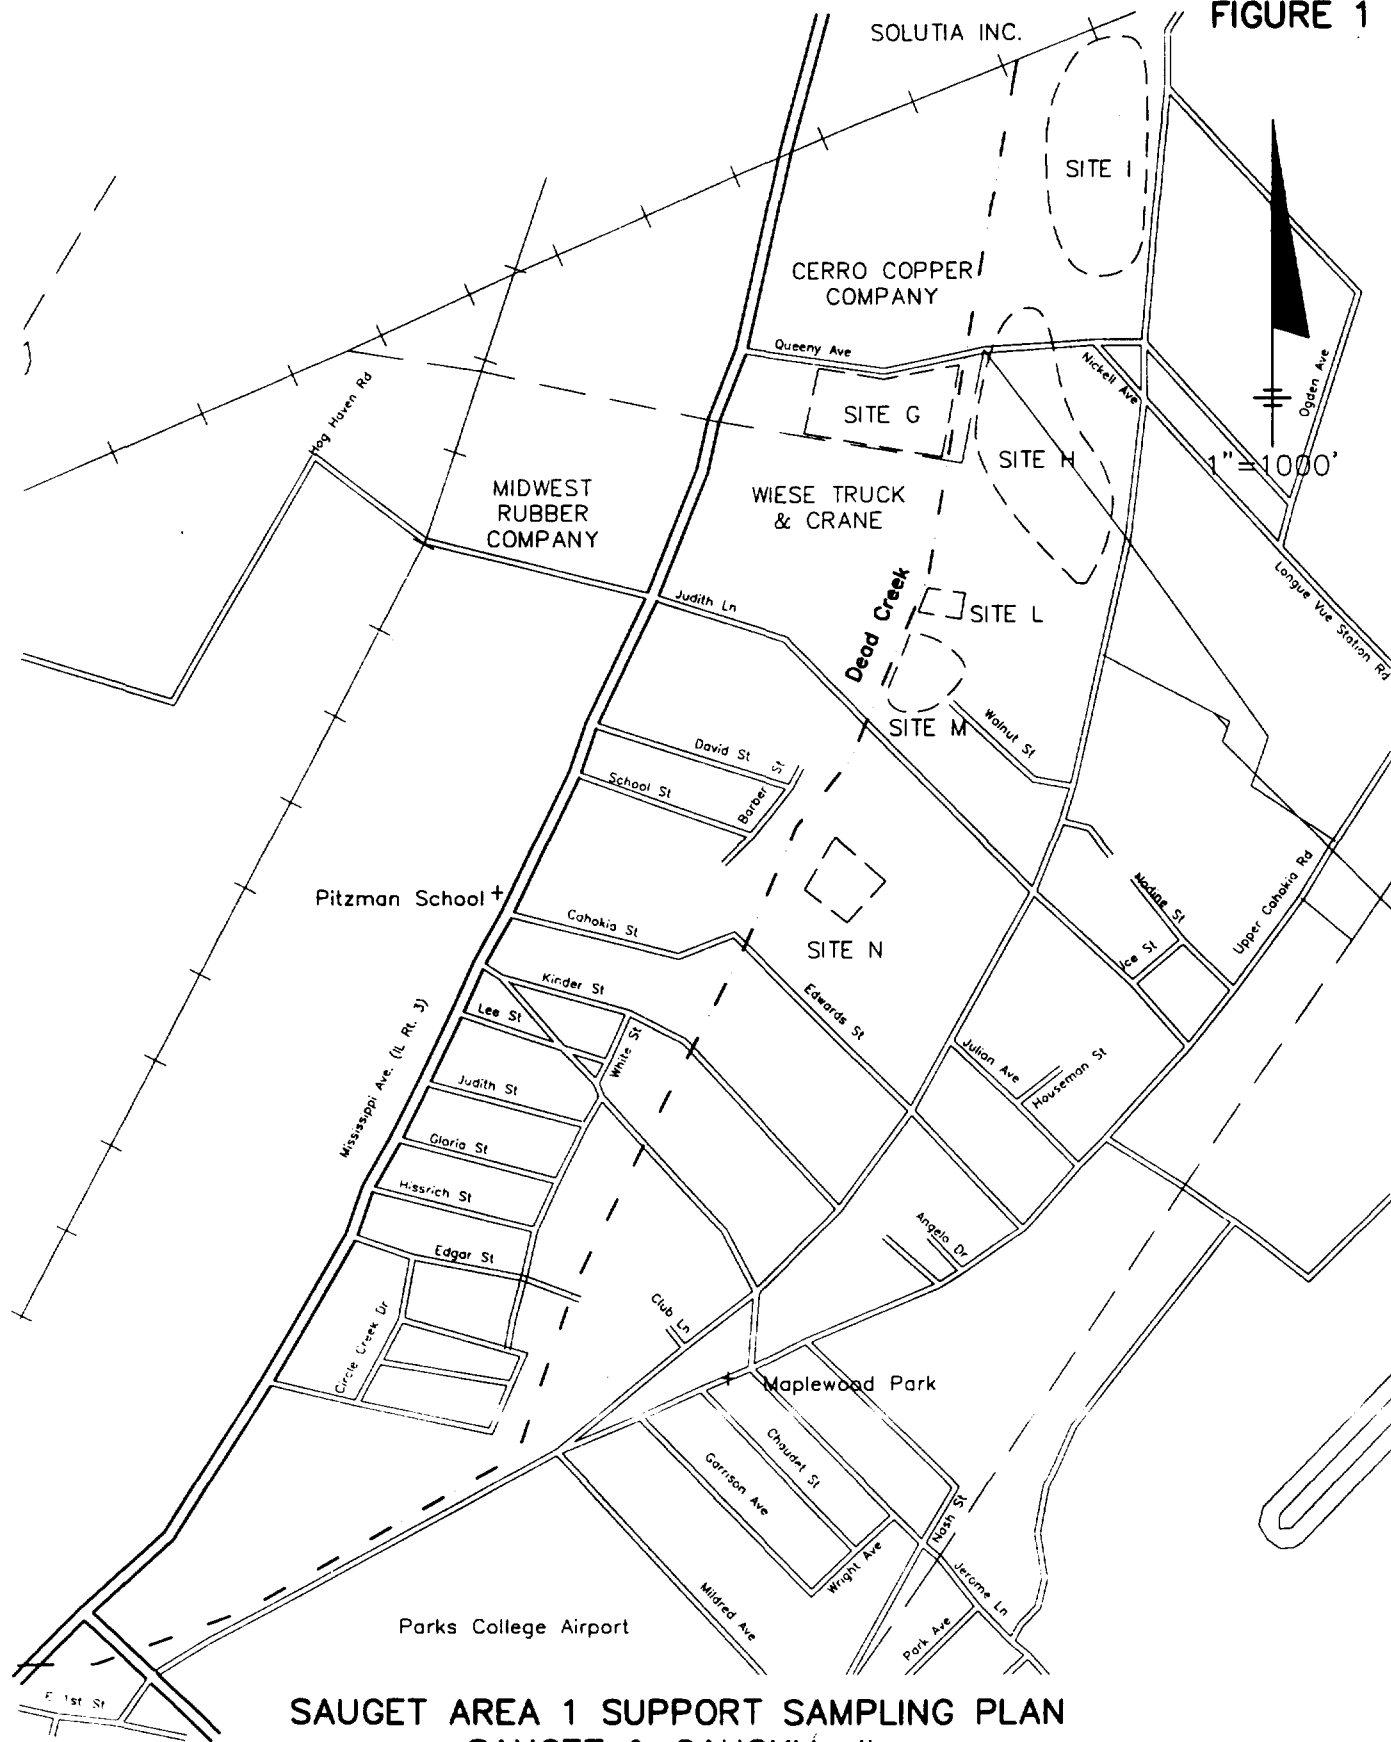 FIGURE 1
SOLUTIA INC.
SITE I
CERRO COPPER
COMPANY
Queeny Ave
Nickell Ave
Ogden Ave
Hog Haven Rd
SITE G
SITE H
1"=1000'
MIDWEST
RUBBER
COMPANY
WIESE TRUCK
& CRANE
Longue Vue Station Rd
Judith Ln
Dead Creek
SITE L
SITE M
Walnut St
David St
School St
Barber St
Pitzman School
Cahokia St
SITE N
Nadine St
Upper Cahokia Rd
Kinder St
Lee St
White St
Edwards St
Mississippi Ave. (IL Rt. 3)
Julian Ave
Houseman St
Judith St
Gloria St
Hissrich St
Edgar St
Angelo Dr
Circle Creek Dr
Club Ln
Maplewood Park
Chaudet St
Garrison Ave
Nash St
Wright Ave
Jerome Ln
Mildred Ave
Park Ave
Parks College Airport
E 1st St
SAUGET AREA 1 SUPPORT SAMPLING PLAN